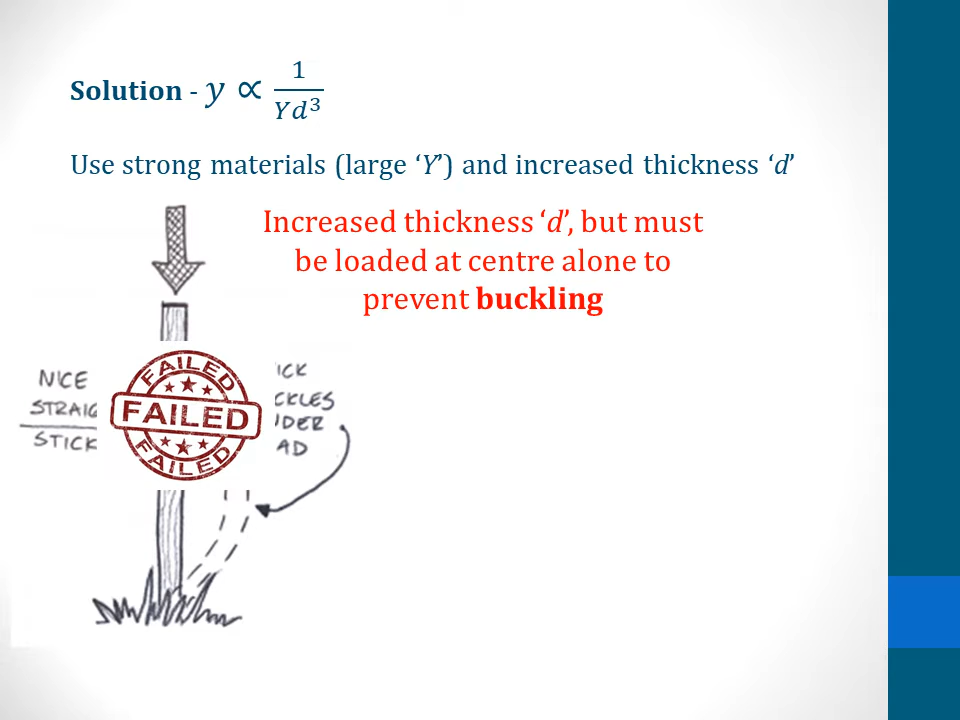 Solution - y ∝ 1/Yd³
Use strong materials (large ‘Y’) and increased thickness ‘d’
Increased thickness ‘d’, but must
be loaded at centre alone to
prevent buckling
NICE
STRAIG
STICK
FAILED
FAILED
FAILED
ICK
CKLES
DER
AD